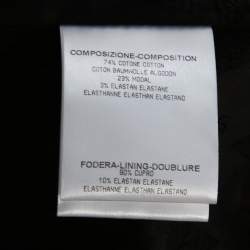 COMPOSIZIONE-COMPOSITION
74% COTONE COTTON
COTON BAUMWOLLE ALGODON
23% MODAL
3% ELASTAN ELASTANE
ELASTHANNE ELASTHAN ELASTANO
FODERA-LINING-DOUBLURE
90% CUPRO
10% ELASTAN ELASTANE
ELASTHANNE ELASTHAN ELASTANO